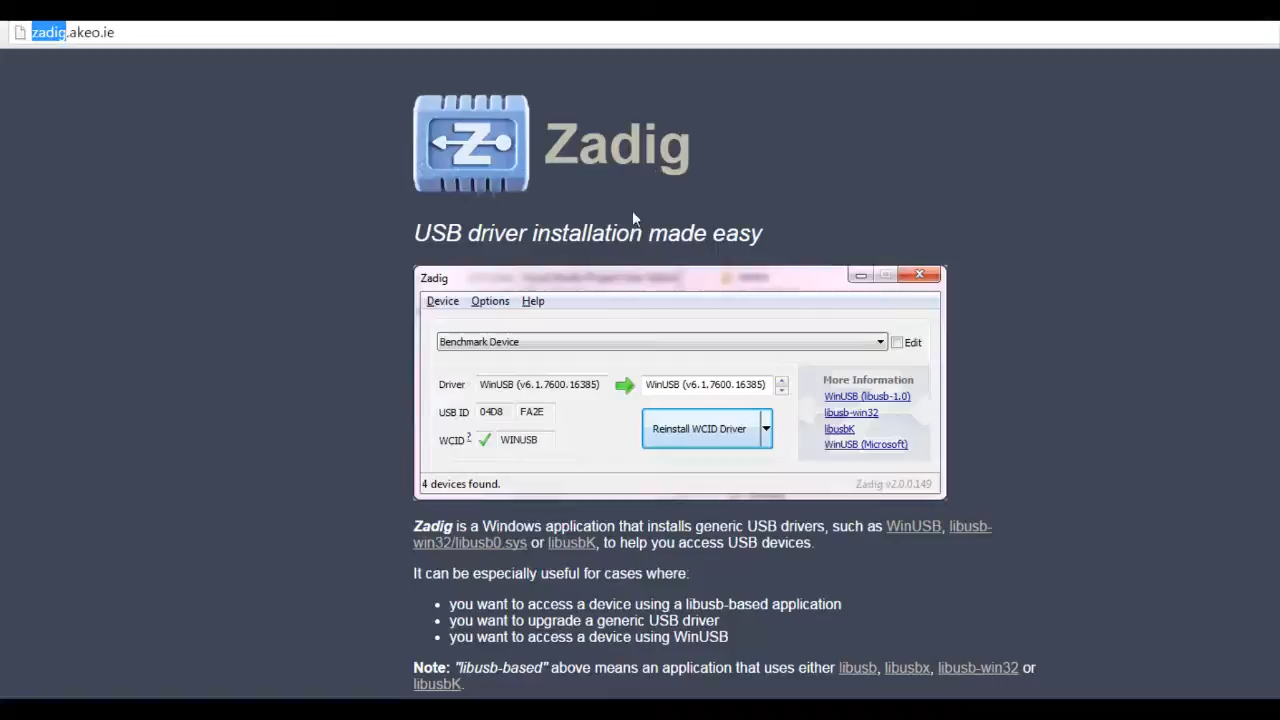 zadig.akeo.ie
Z
Zadig
USB driver installation made easy
Zadig
Device Options Help
Benchmark Device Edit
Driver WinUSB (v6.1.7600.16385) WinUSB (v6.1.7600.16385)
USB ID 04D8 FA2E
WCID ? WINUSB
Reinstall WCID Driver
More Information
WinUSB (libusb-1.0)
libusb-win32
libusbK
WinUSB (Microsoft)
4 devices found. Zadig v2.0.0.149
Zadig is a Windows application that installs generic USB drivers, such as WinUSB, libusb-
win32/libusb0.sys or libusbK, to help you access USB devices.
It can be especially useful for cases where:
• you want to access a device using a libusb-based application
• you want to upgrade a generic USB driver
• you want to access a device using WinUSB
Note: "libusb-based" above means an application that uses either libusb, libusbx, libusb-win32 or
libusbK.